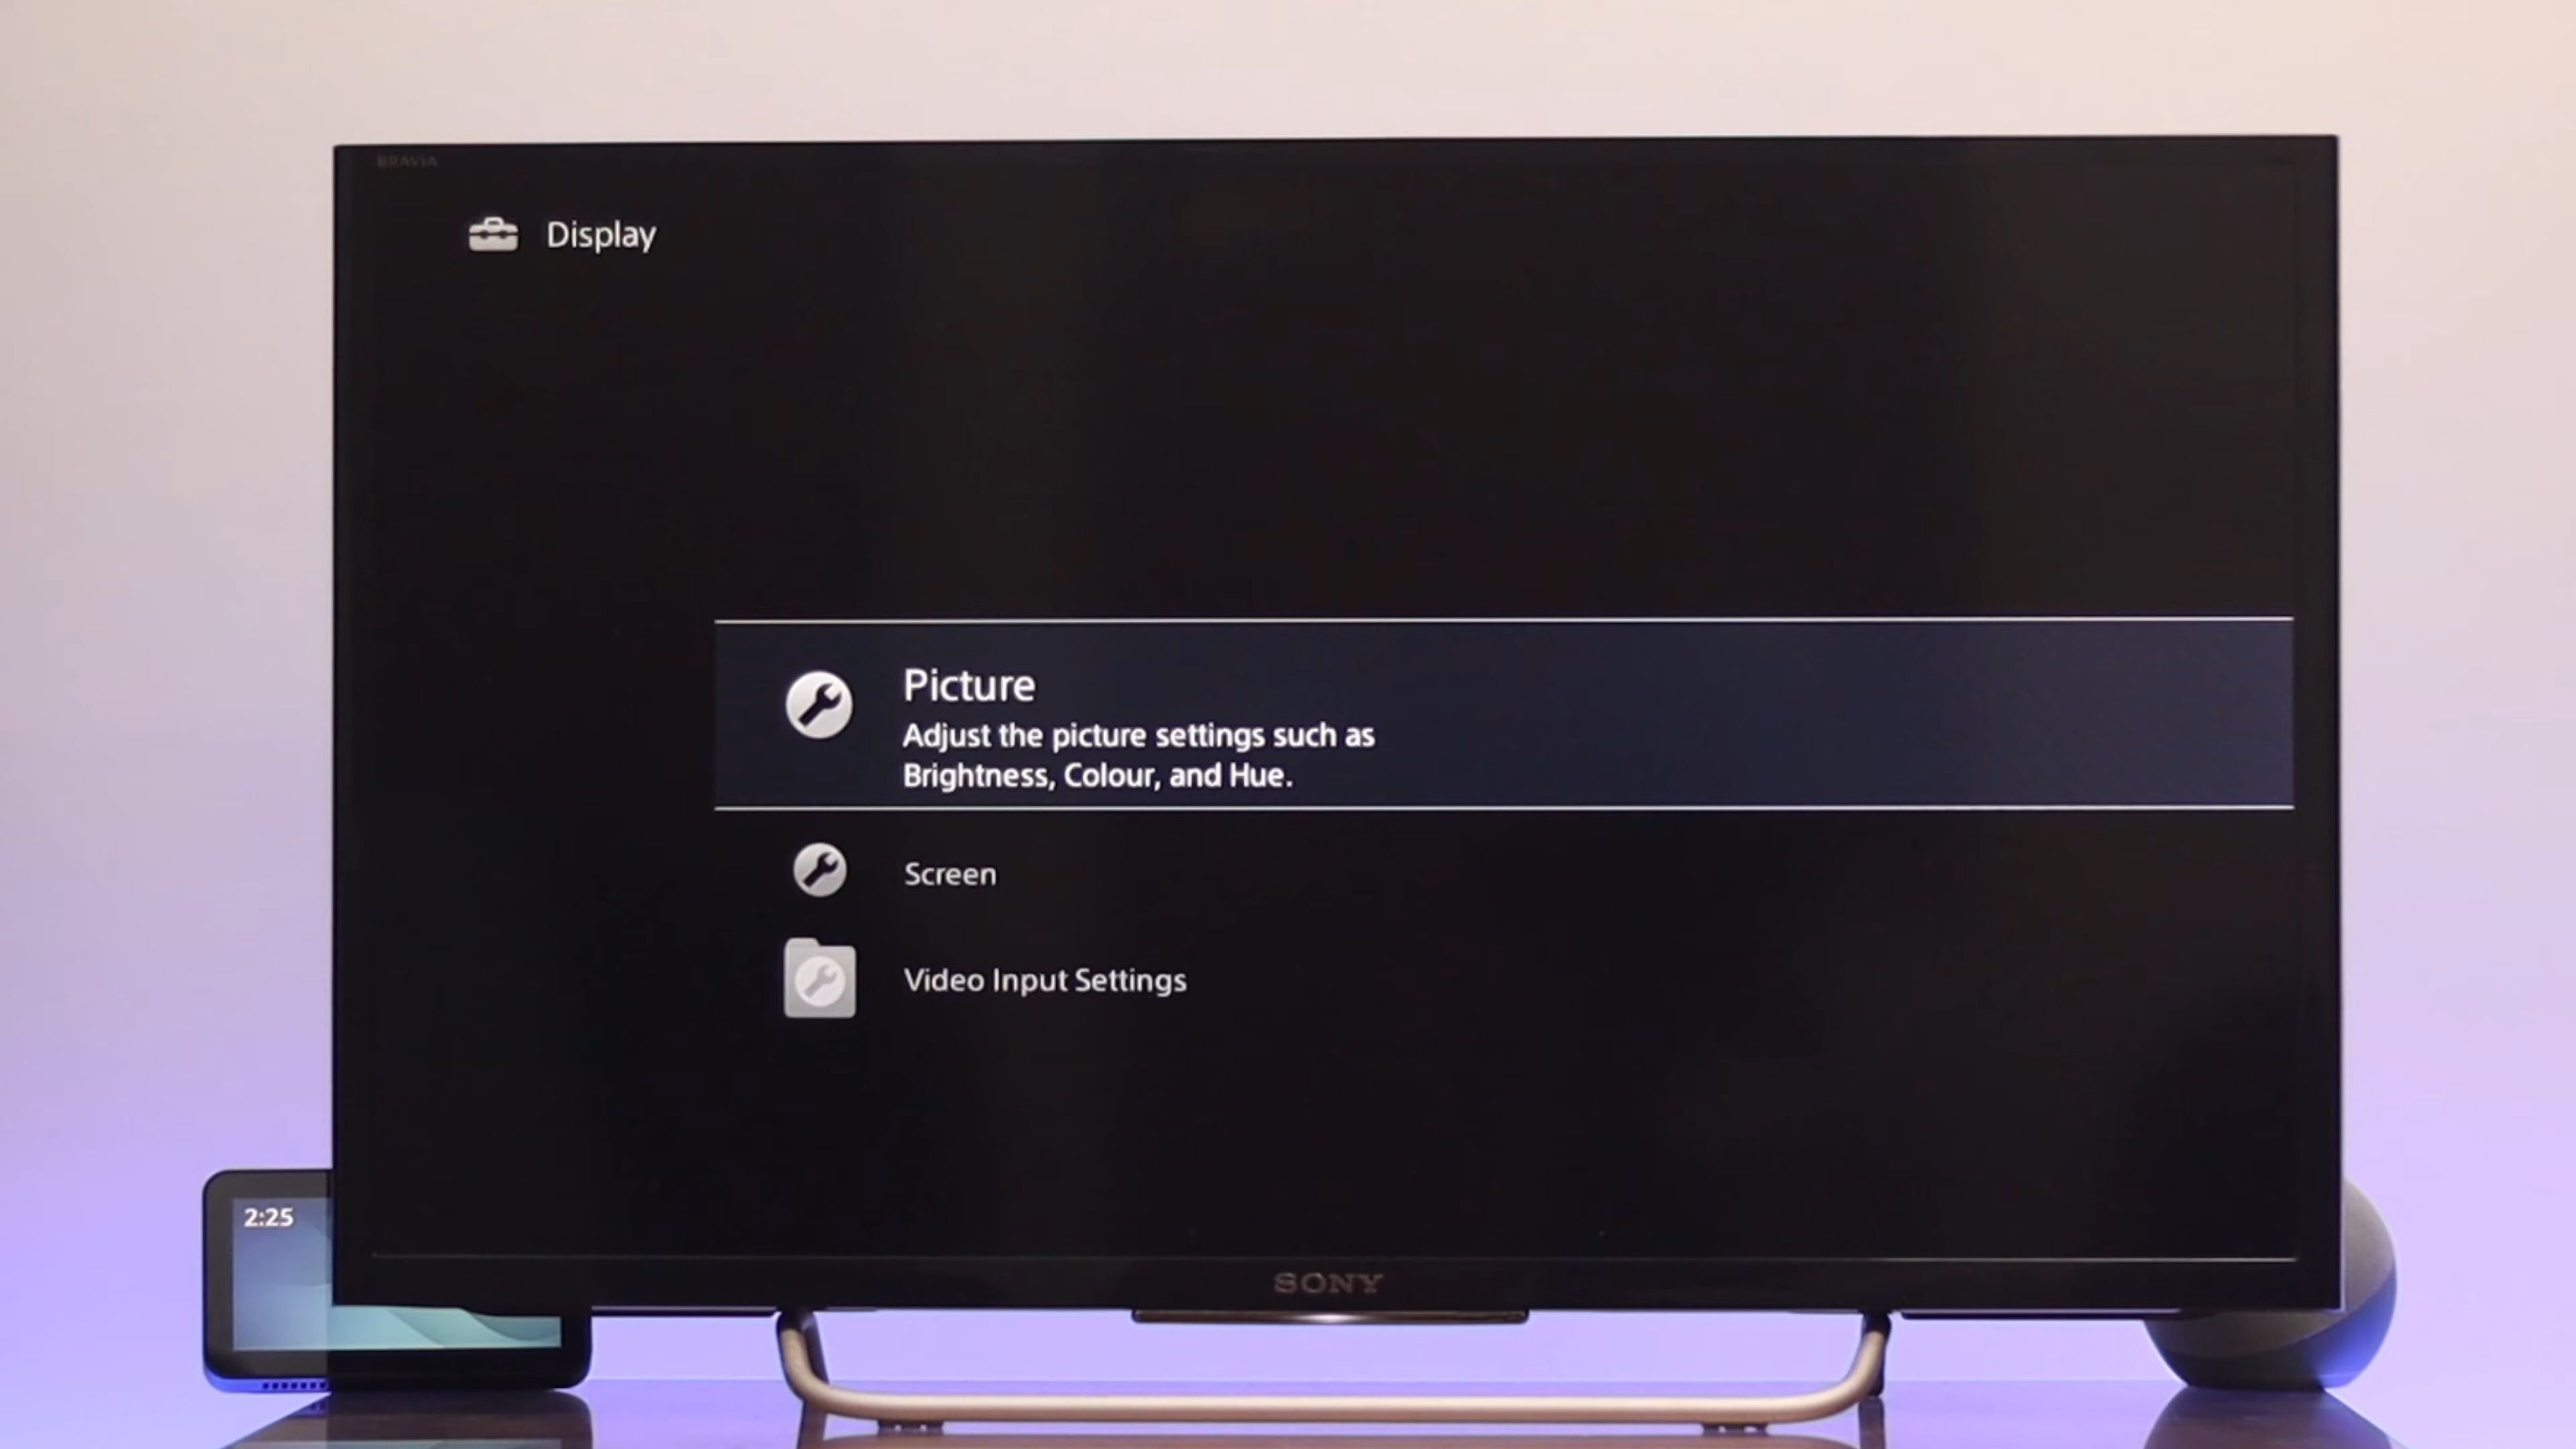 BRAVIA
Display
Picture
Adjust the picture settings such as
Brightness, Colour, and Hue.
Screen
Video Input Settings
2:25
SONY